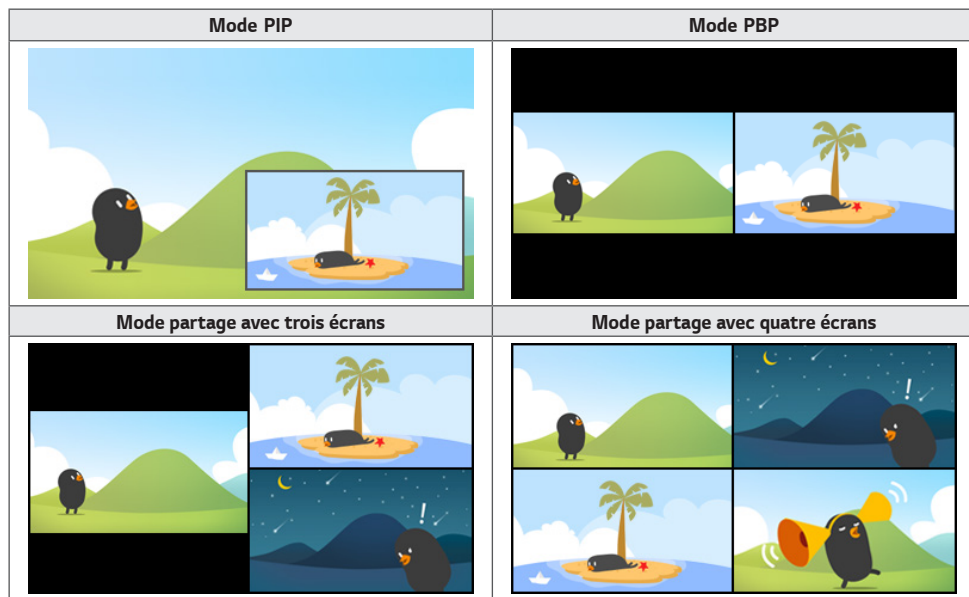 Mode PIP
Mode PBP
Mode partage avec trois écrans
Mode partage avec quatre écrans